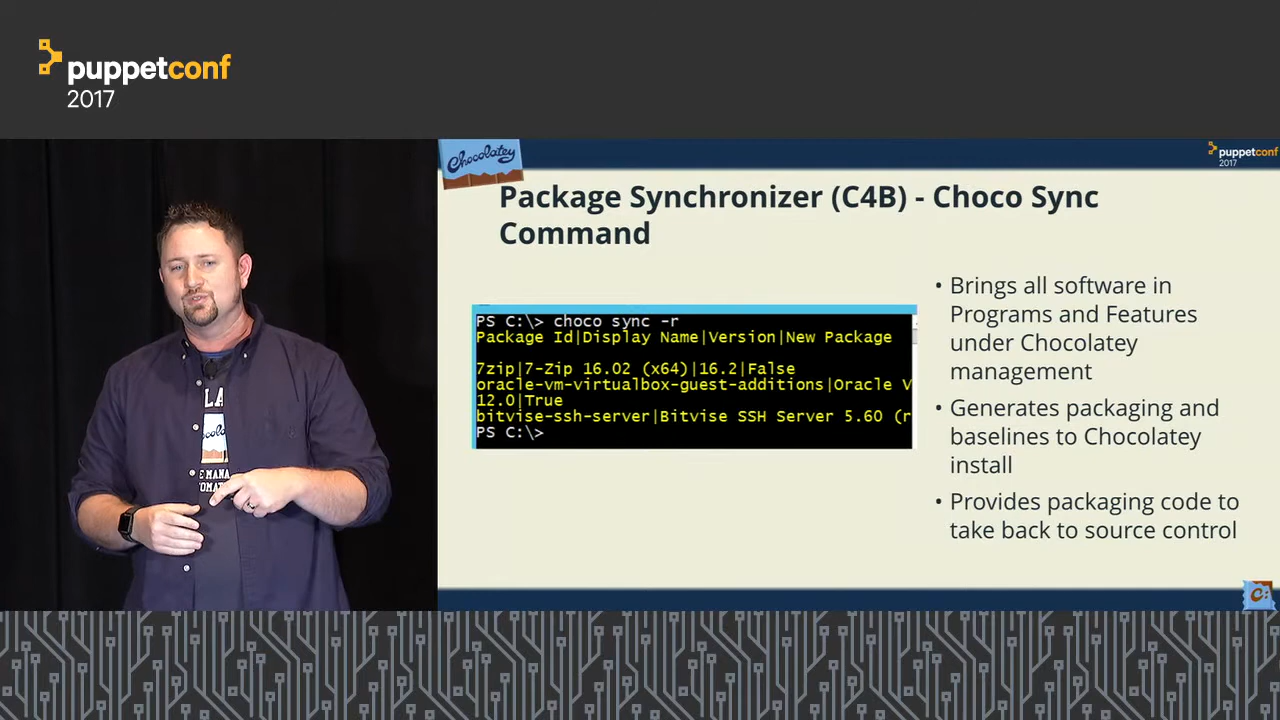 puppetconf
2017
Chocolatey
puppetconf
2017
Package Synchronizer (C4B) - Choco Sync
Command
PS C:\> choco sync -r
Package Id|Display Name|Version|New Package
7zip|7-Zip 16.02 (x64)|16.2|False
oracle-vm-virtualbox-guest-additions|Oracle V
12.0|True
bitvise-ssh-server|Bitvise SSH Server 5.60 (r
PS C:\>
• Brings all software in
Programs and Features
under Chocolatey
management
• Generates packaging and
baselines to Chocolatey
install
• Provides packaging code to
take back to source control